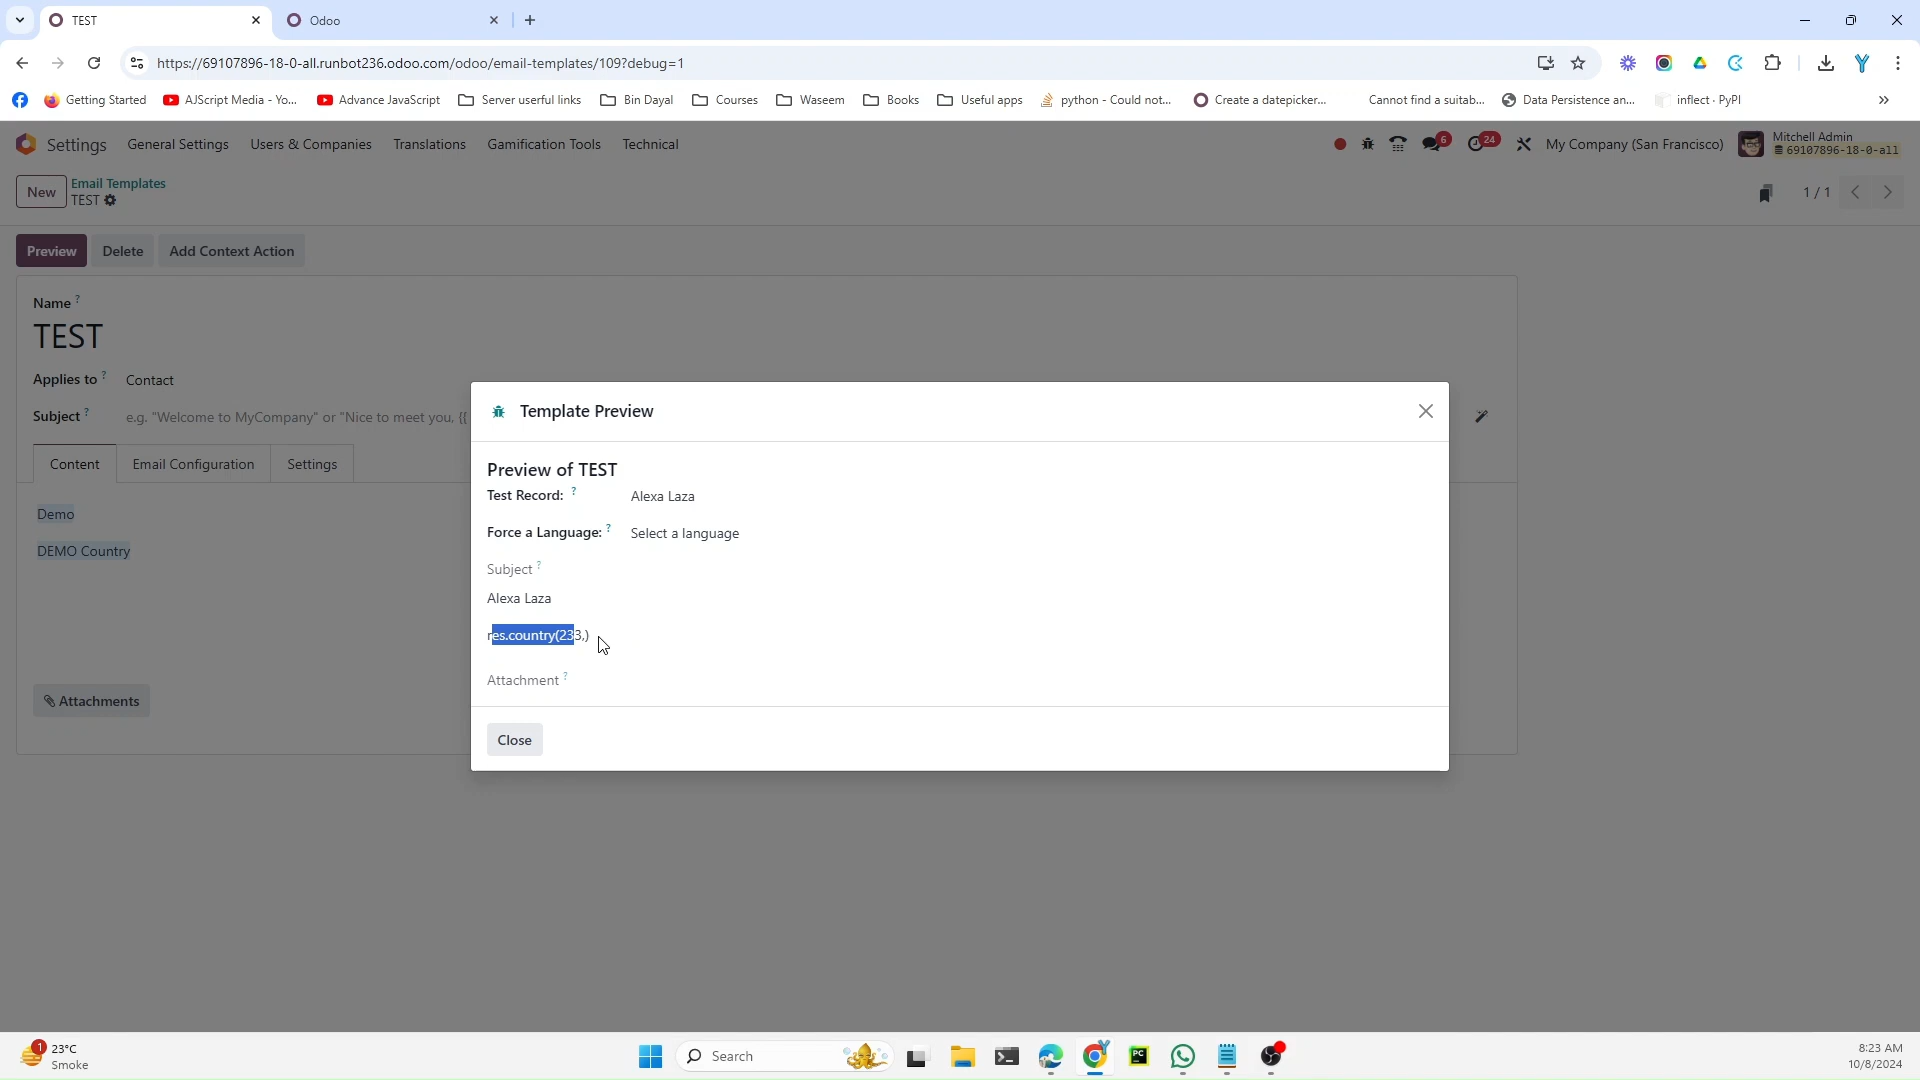 TEST
Odoo
https://69107896-18-0-all.runbot236.odoo.com/odoo/email-templates/109?debug=1
Getting Started
AJScript Media - Yo...
Advance JavaScript
Server userful links
Bin Dayal
Courses
Waseem
Books
Useful apps
python - Could not...
Create a datepicker...
Cannot find a suitab...
Data Persistence an...
inflect · PyPI
Settings
General Settings
Users & Companies
Translations
Gamification Tools
Technical
6
24
My Company (San Francisco)
Mitchell Admin
69107896-18-0-all
New
Email Templates
TEST
1 / 1
Preview
Delete
Add Context Action
Name ?
TEST
Applies to ? Contact
Subject ? e.g. "Welcome to MyCompany" or "Nice to meet you, {{
Content
Email Configuration
Settings
Demo
DEMO Country
Attachments
Template Preview
Preview of TEST
Test Record: ? Alexa Laza
Force a Language: ? Select a language
Subject ?
Alexa Laza
res.country(233,)
Attachment ?
Close
1
23°C
Smoke
Search
PC
8:23 AM
10/8/2024